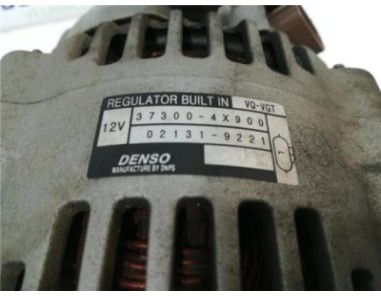 REGULATOR BUILT IN VQ-VGT
12V 37300-4X900
02131-9221
DENSO
MANUFACTURE BY DNPS